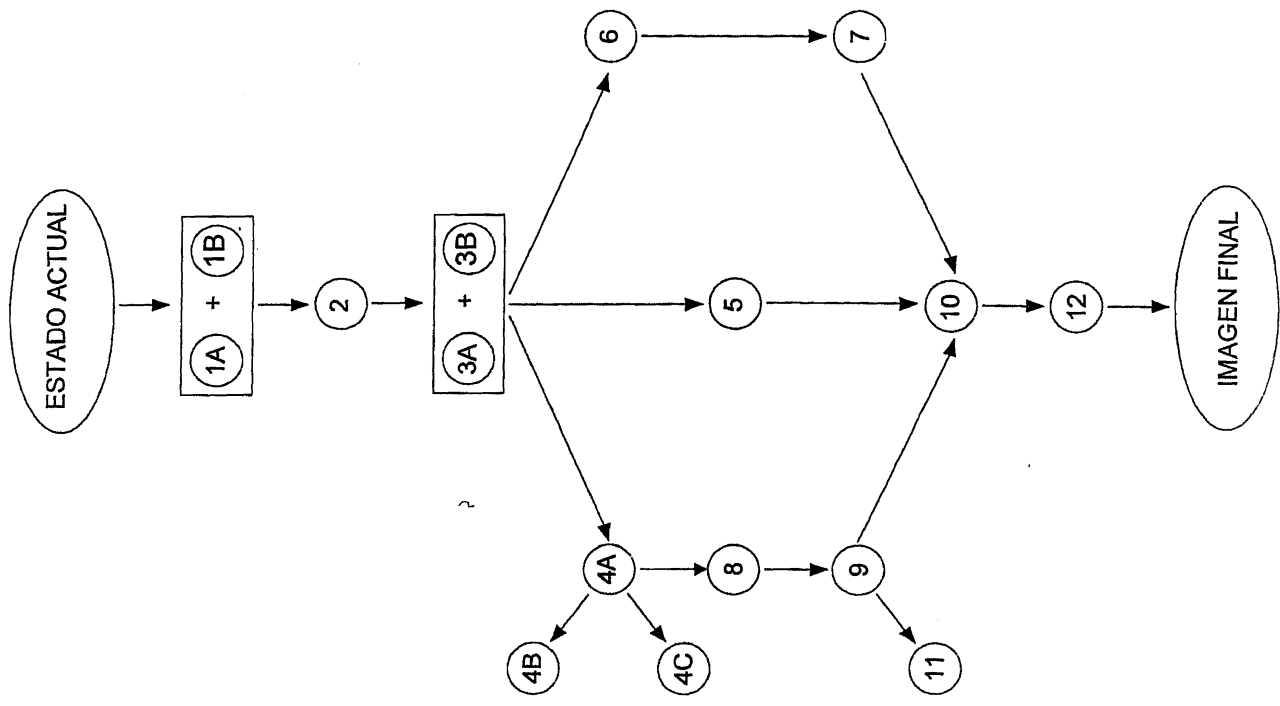 ESTADO ACTUAL
1A + 1B
2
3A + 3B
6
7
5
4A
4B
4C
8
9
11
10
12
IMAGEN FINAL